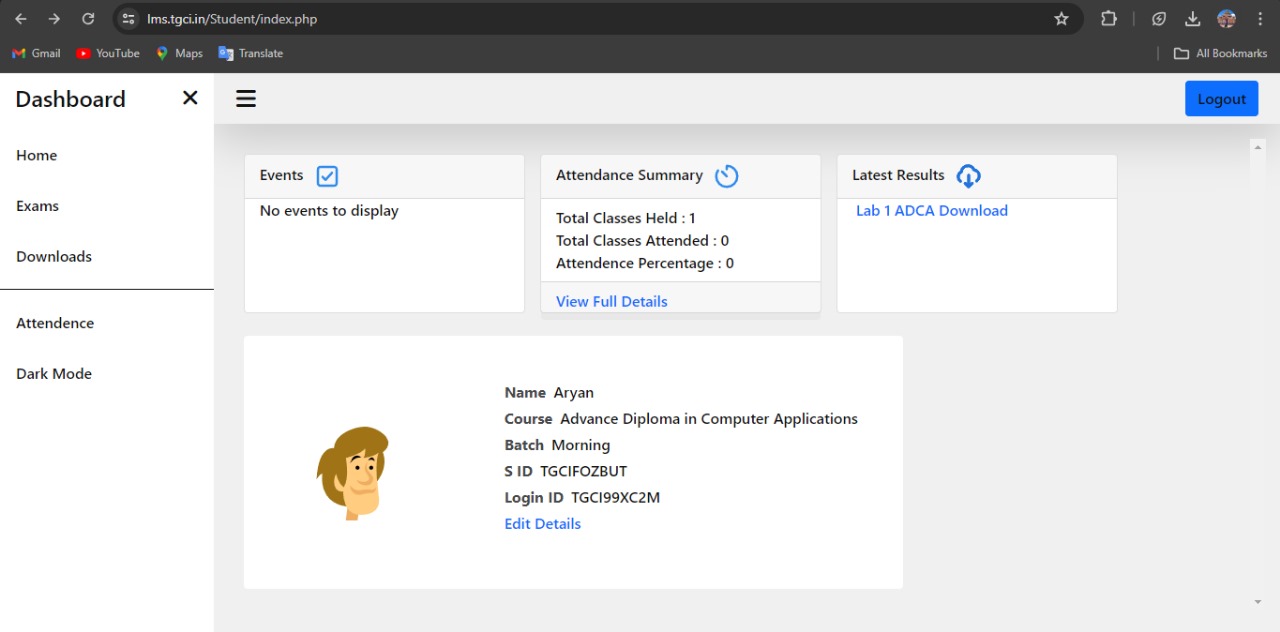 lms.tgci.in/Student/index.php
Gmail YouTube Maps Translate All Bookmarks
Dashboard
Logout
Home
Exams
Downloads
Attendence
Dark Mode
Events
No events to display
Attendance Summary
Total Classes Held : 1
Total Classes Attended : 0
Attendence Percentage : 0
View Full Details
Latest Results
Lab 1 ADCA Download
Name Aryan
Course Advance Diploma in Computer Applications
Batch Morning
S ID TGCIFOZBUT
Login ID TGCI99XC2M
Edit Details